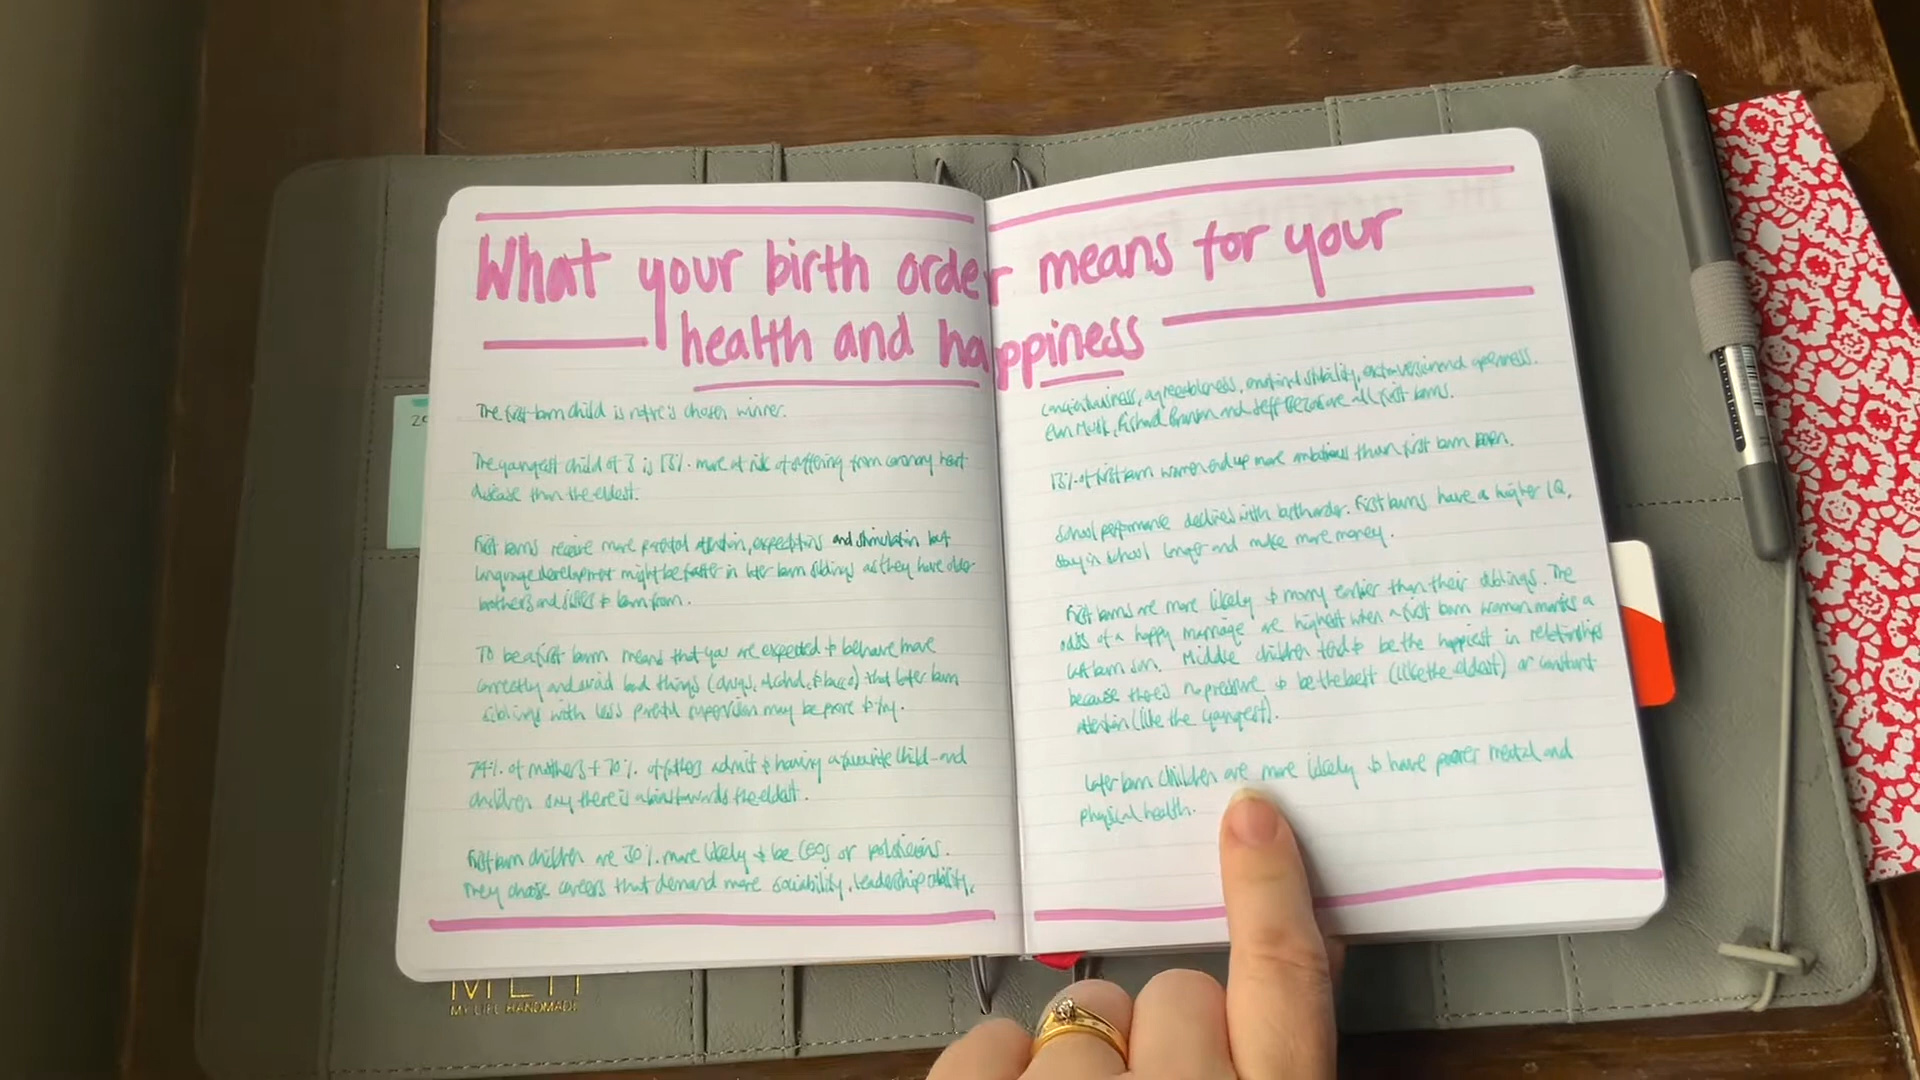 What your birth order means for your
health and happiness
The first born child is nature's chosen winner.
The youngest child of 3 is 13% more at risk of suffering from coronary heart
disease than the eldest.
First borns receive more parental attention, expectations and stimulation but
language development might be faster in later born siblings as they have older
brothers and sisters to learn from.
To be a first born means that you are expected to behave more
correctly and avoid bad things (drugs, alcohol, tobacco) that later born
siblings with less parental supervision may be prone to try.
74% of mothers + 70% of fathers admit to having a favourite child - and
children say there is a bias towards the eldest.
First born children are 30% more likely to be CEOs or politicians.
They choose careers that demand more sociability, leadership ability,
conscientiousness, agreeableness, emotional stability, extraversion and openness.
Elon Musk, Richard Branson and Jeff Bezos are all first borns.
13% of first born women end up more ambitious than first born men.
School performance declines with birth order. First borns have a higher IQ,
stay in school longer and make more money.
First borns are more likely to marry earlier than their siblings. The
odds of a happy marriage are highest when a first born woman marries a
last born son. Middle children tend to be the happiest in relationships
because there's no pressure to be the best (like the eldest) or constant
attention (like the youngest).
Later born children are more likely to have poorer mental and
physical health.
MY LIFE HANDMADE